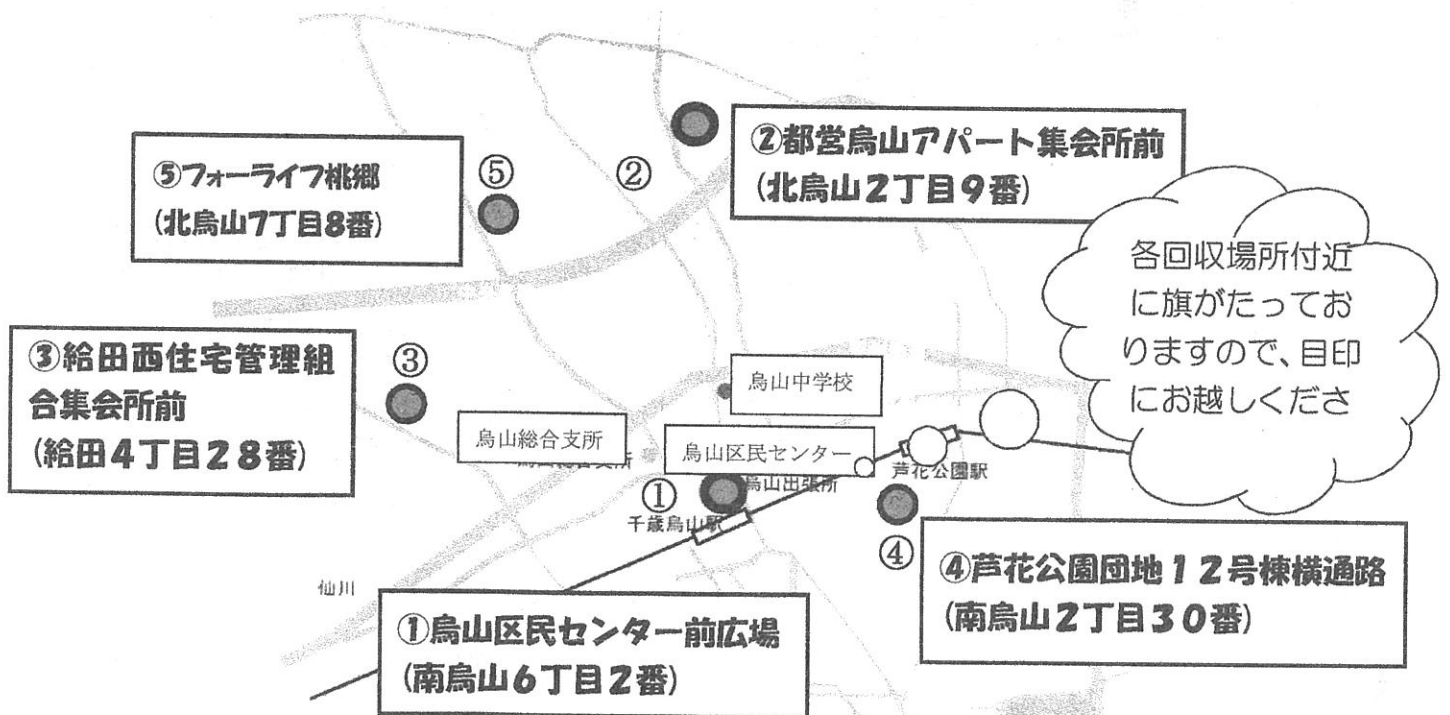 ②都営烏山アパート集会所前
(北烏山２丁目９番)
⑤フォーライフ桃郷
(北烏山7丁目8番)
⑤
②
各回収場所付近
に旗がたってお
りますので、目印
にお越しくださ
③給田西住宅管理組
合集会所前
(給田４丁目２８番)
③
烏山中学校
烏山総合支所
烏山区民センター
芦花公園駅
烏山出張所
①
千歳烏山駅
④
④芦花公園団地１２号棟横通路
(南烏山２丁目３０番)
仙川
①烏山区民センター前広場
(南烏山６丁目２番)